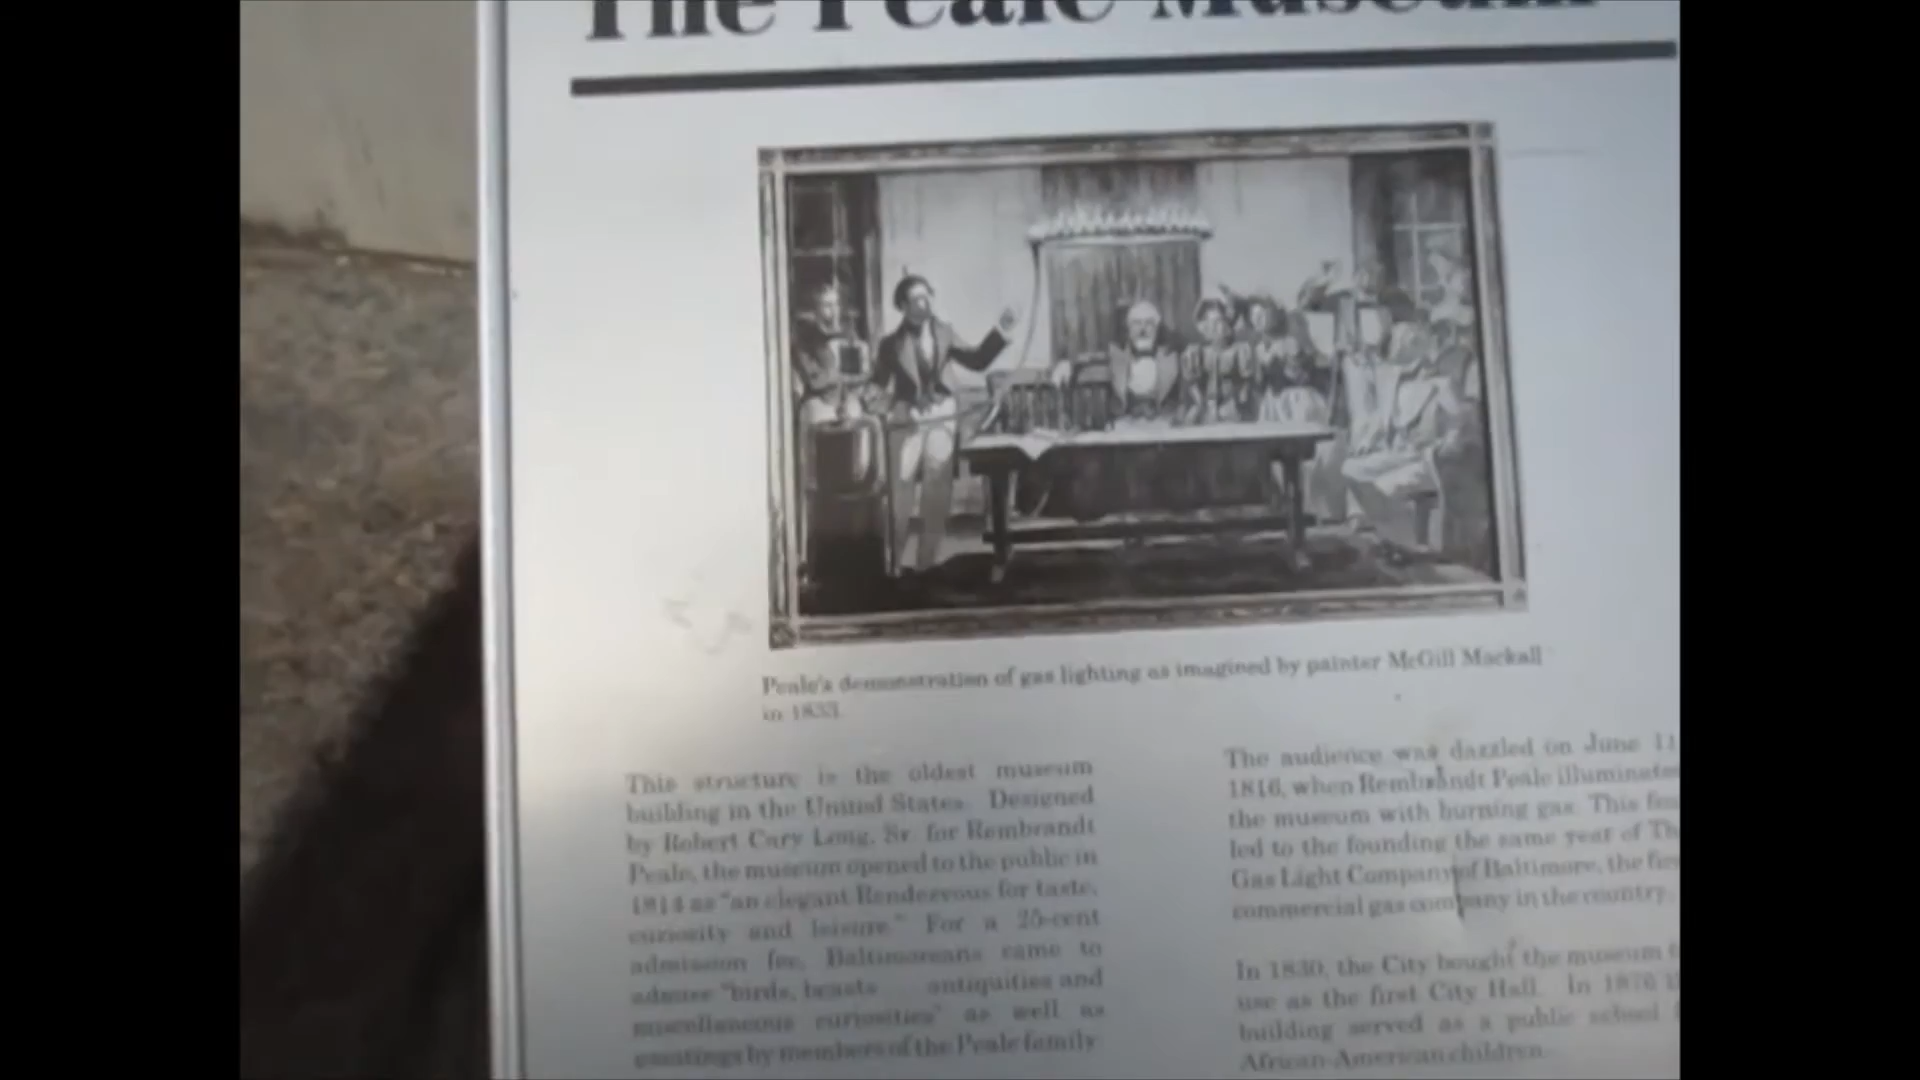 The Peale Museum
Peale's demonstration of gas lighting as imagined by painter McGill Mackall
in 1833.
This structure is the oldest museum
building in the United States. Designed
by Robert Cary Long, Sr. for Rembrandt
Peale, the museum opened to the public in
1814 as "an elegant Rendezvous for taste,
curiosity and leisure." For a 25-cent
admission fee, Baltimoreans came to
"birds, beasts antiquities and
miscellaneous curiosities" as well as
by members of the Peale family
The audience was dazzled on June 11
1816, when Rembrandt Peale illuminate
the museum with burning gas. This
led to the founding the same year of Th
Gas Light Company of Baltimore, the fir
commercial gas company in the country.
In 1830, the City bought the museum
use as the first City Hall. In
building served as a public school
African-American children.